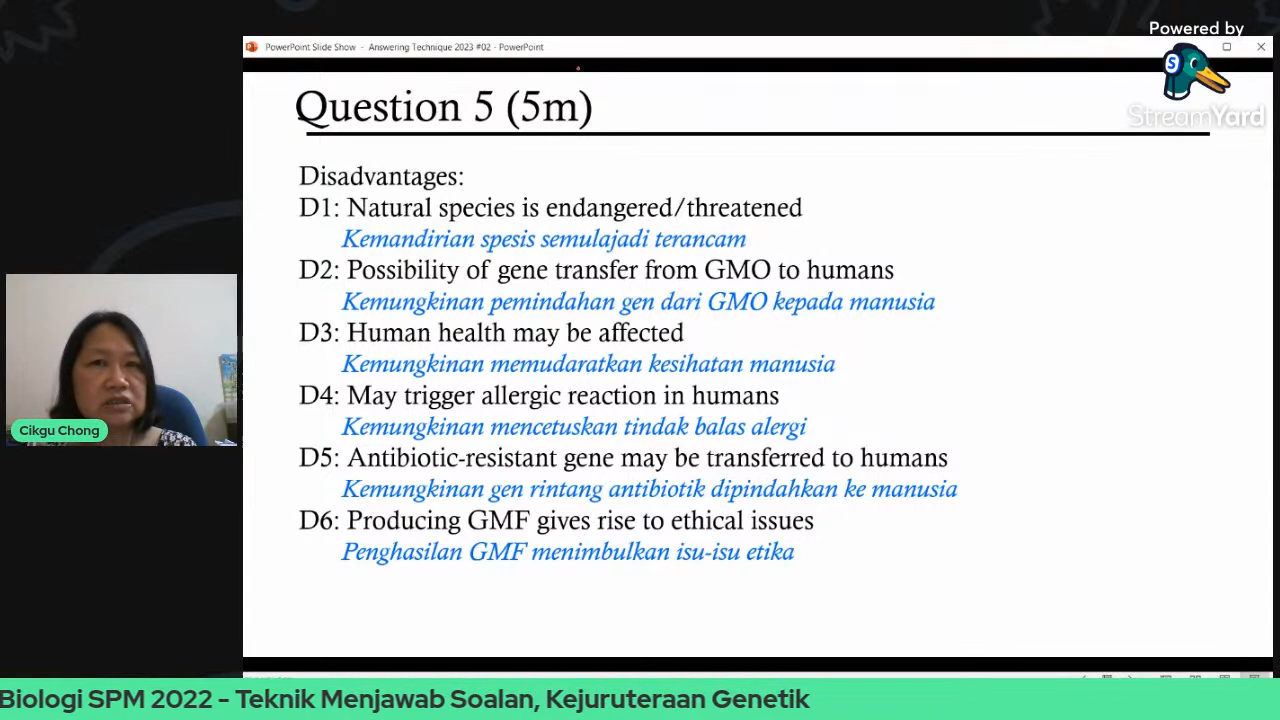 Powered by
StreamYard
PowerPoint Slide Show - Answering Technique 2023 #02 - PowerPoint
Question 5 (5m)
Disadvantages:
D1: Natural species is endangered/threatened
Kemandirian spesis semulajadi terancam
D2: Possibility of gene transfer from GMO to humans
Kemungkinan pemindahan gen dari GMO kepada manusia
D3: Human health may be affected
Kemungkinan memudaratkan kesihatan manusia
D4: May trigger allergic reaction in humans
Kemungkinan mencetuskan tindak balas alergi
D5: Antibiotic-resistant gene may be transferred to humans
Kemungkinan gen rintang antibiotik dipindahkan ke manusia
D6: Producing GMF gives rise to ethical issues
Penghasilan GMF menimbulkan isu-isu etika
Cikgu Chong
Biologi SPM 2022 - Teknik Menjawab Soalan, Kejuruteraan Genetik